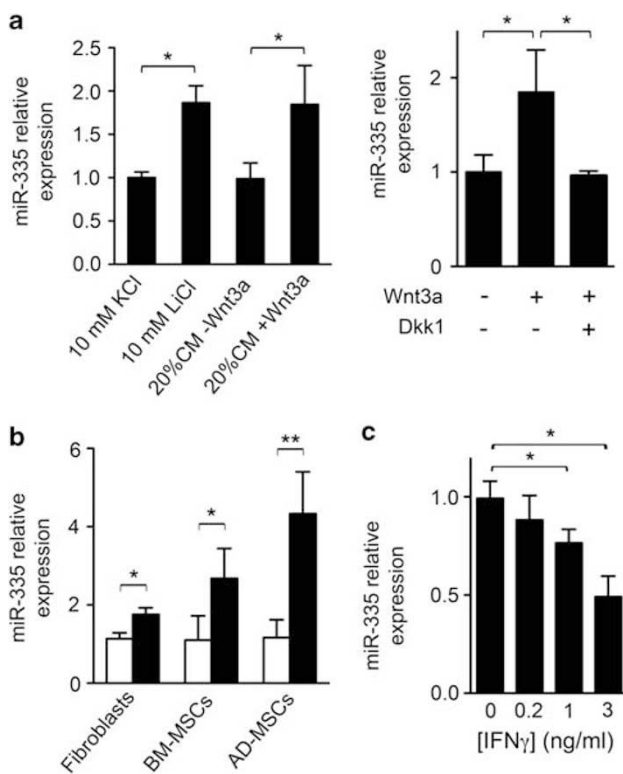 a
miR-335 relative
expression
2.5
2.0
1.5
1.0
0.5
0.0
*
*
10 mM KCl
10 mM LiCl
20%CM -Wnt3a
20%CM +Wnt3a
miR-335 relative
expression
2
1
0
*
*
Wnt3a - + +
Dkk1 - - +
b
miR-335 relative
expression
6
4
2
0
*
*
**
Fibroblasts
BM-MSCs
AD-MSCs
c
miR-335 relative
expression
1.0
0.5
0.0
*
*
0 0.2 1 3
[IFNγ] (ng/ml)